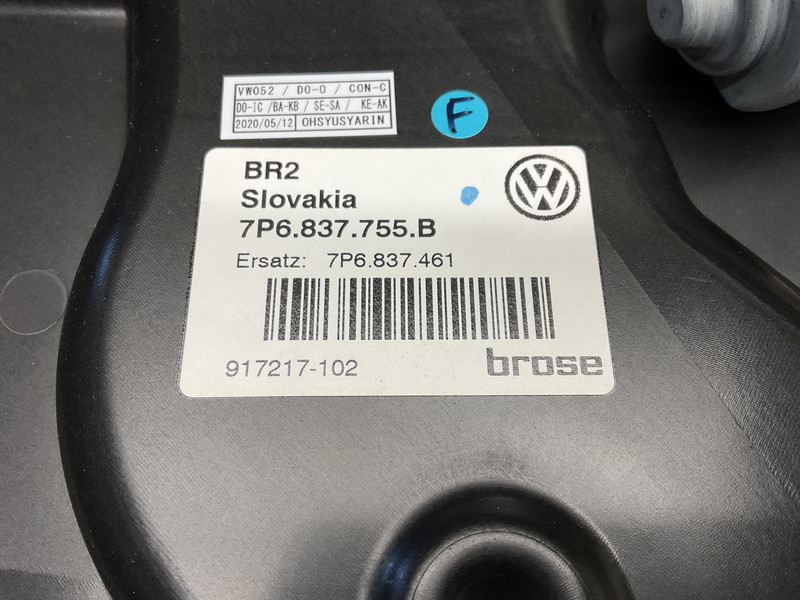 VW052 / DO-O / CON-C
DO-IC /BA-KB / SE-SA / KE-AK
2020/05/12 OHSYUSYARIN
F
BR2
Slovakia
7P6.837.755.B
Ersatz: 7P6.837.461
917217-102
brose